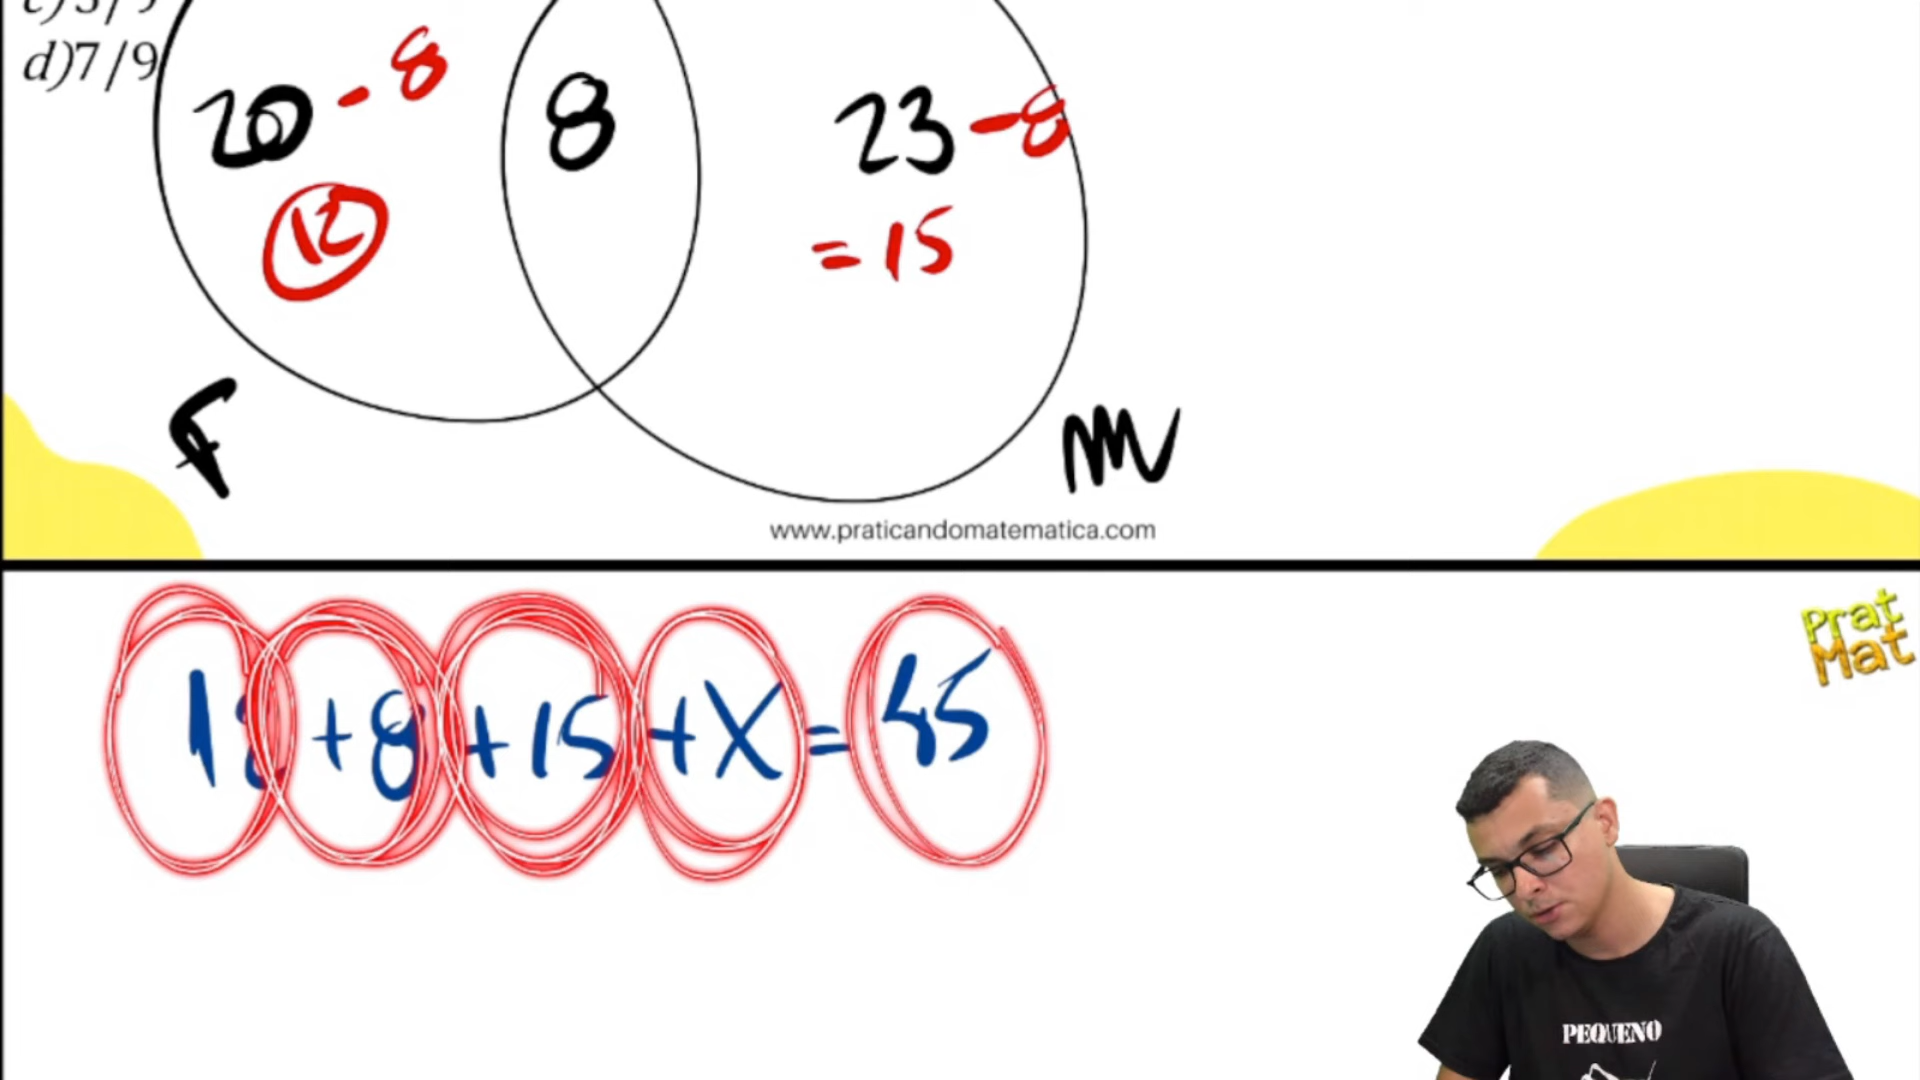 d)7/9
20 - 8
8
23 - 8
12
= 15
F
M
www.praticandomatematica.com
12 + 8 + 15 + X = 45
Prat
Mat
PEQUENO